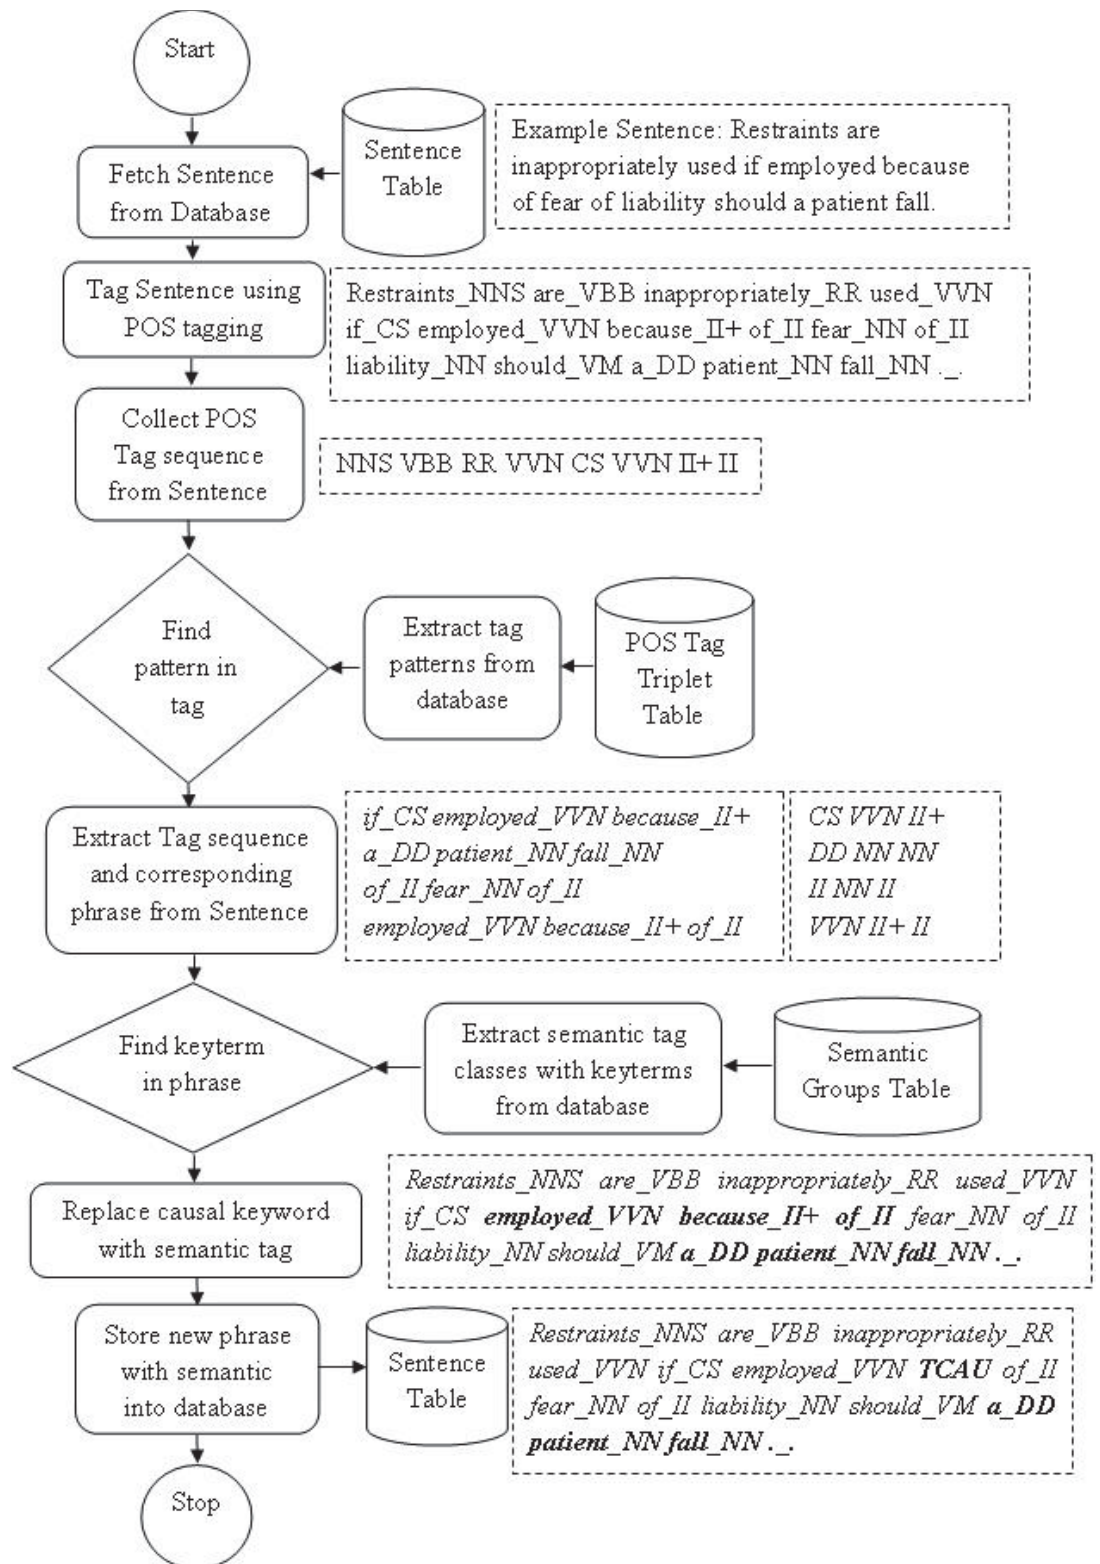 Start
Fetch Sentence
from Database
Sentence
Table
Example Sentence: Restraints are
inappropriately used if employed because
of fear of liability should a patient fall.
Tag Sentence using
POS tagging
Restraints_NNS are_VBB inappropriately_RR used_VVN
if_CS employed_VVN because_II+ of_II fear_NN of_II
liability_NN should_VM a_DD patient_NN fall_NN ._.
Collect POS
Tag sequence
from Sentence
NNS VBB RR VVN CS VVN II+ II
Find
pattern in
tag
Extract tag
patterns from
database
POS Tag
Triplet
Table
Extract Tag sequence
and corresponding
phrase from Sentence
if_CS employed_VVN because_II+
a_DD patient_NN fall_NN
of_II fear_NN of_II
employed_VVN because_II+ of_II
CS VVN II+
DD NN NN
II NN II
VVN II+ II
Find keyterm
in phrase
Extract semantic tag
classes with keyterms
from database
Semantic
Groups Table
Replace causal keyword
with semantic tag
Restraints_NNS are_VBB inappropriately_RR used_VVN
if_CS employed_VVN because_II+ of_II fear_NN of_II
liability_NN should_VM a_DD patient_NN fall_NN ._.
Store new phrase
with semantic
into database
Sentence
Table
Restraints_NNS are_VBB inappropriately_RR
used_VVN if_CS employed_VVN TCAU of_II
fear_NN of_II liability_NN should_VM a_DD
patient_NN fall_NN ._.
Stop